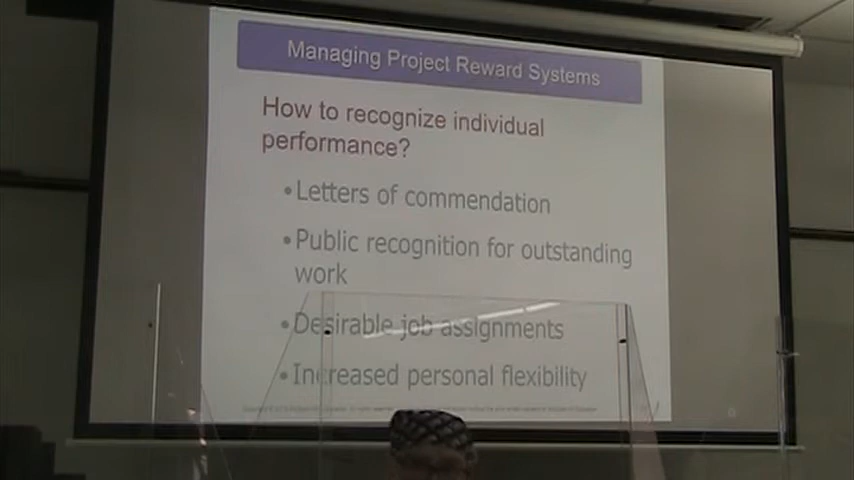 Managing Project Reward Systems
How to recognize individual
performance?
•Letters of commendation
•Public recognition for outstanding
work
•Desirable job assignments
•Increased personal flexibility